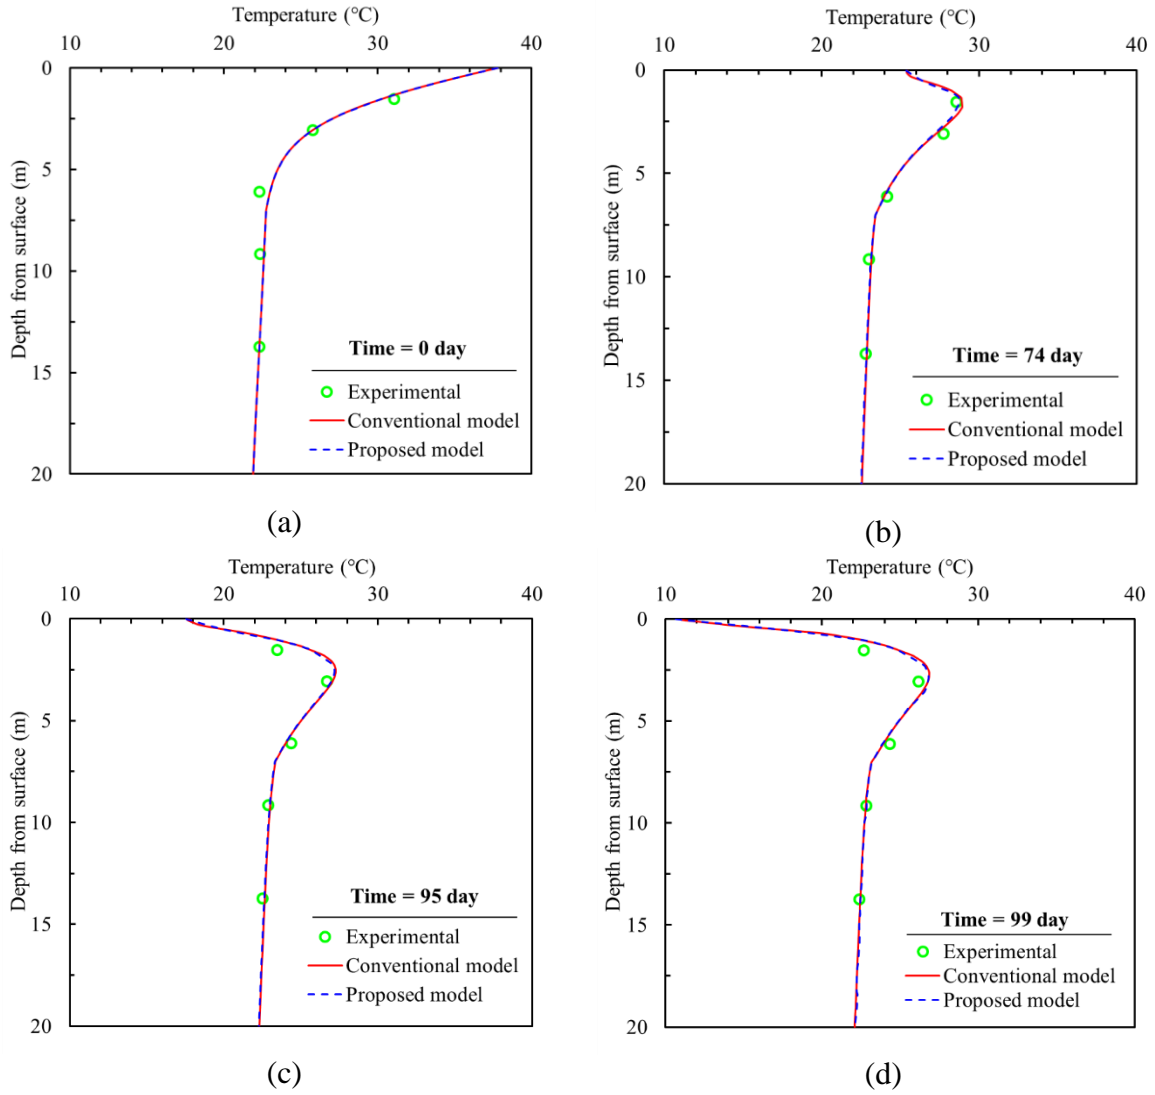 Temperature (°C)
10 20 30 40
0
5
10
15
20
Depth from surface (m)
Time = 0 day
Experimental
Conventional model
Proposed model
(a)
Temperature (°C)
10 20 30 40
0
5
10
15
20
Depth from surface (m)
Time = 74 day
Experimental
Conventional model
Proposed model
(b)
Temperature (°C)
10 20 30 40
0
5
10
15
20
Depth from surface (m)
Time = 95 day
Experimental
Conventional model
Proposed model
(c)
Temperature (°C)
10 20 30 40
0
5
10
15
20
Depth from surface (m)
Time = 99 day
Experimental
Conventional model
Proposed model
(d)